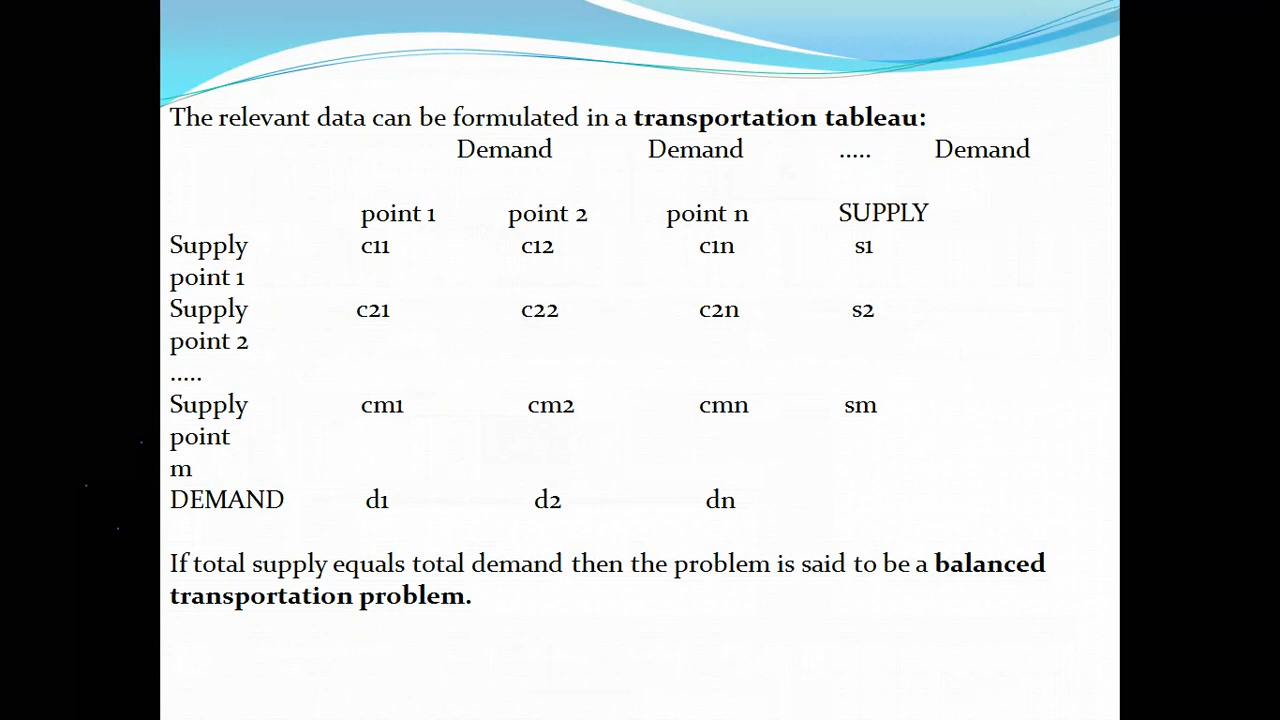 The relevant data can be formulated in a transportation tableau:
Demand Demand ..... Demand
point 1 point 2 point n SUPPLY
Supply c11 c12 c1n s1
point 1
Supply c21 c22 c2n s2
point 2
.....
Supply cm1 cm2 cmn sm
point
m
DEMAND d1 d2 dn
If total supply equals total demand then the problem is said to be a balanced
transportation problem.